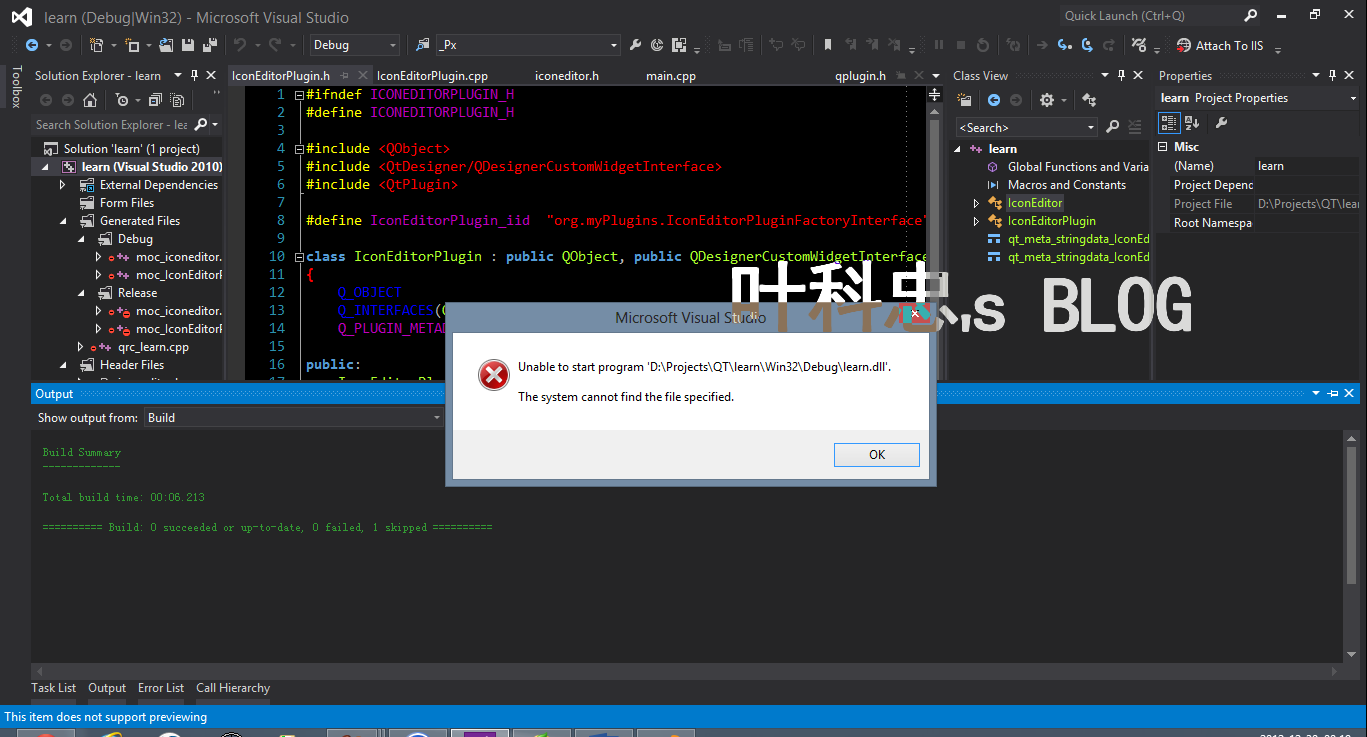 learn (Debug|Win32) - Microsoft Visual Studio
Quick Launch (Ctrl+Q)
Debug
_Px
Attach To IIS
Toolbox
Solution Explorer - learn
IconEditorPlugin.h
IconEditorPlugin.cpp
iconeditor.h
main.cpp
qplugin.h
Class View
Properties
learn Project Properties
Search Solution Explorer - lea
Solution 'learn' (1 project)
learn (Visual Studio 2010)
External Dependencies
Form Files
Generated Files
Debug
moc_iconeditor.
moc_IconEditorP
Release
moc_iconeditor.
moc_IconEditorP
qrc_learn.cpp
Header Files
1 #ifndef ICONEDITORPLUGIN_H
2 #define ICONEDITORPLUGIN_H
3
4 #include <QObject>
5 #include <QtDesigner/QDesignerCustomWidgetInterface>
6 #include <QtPlugin>
7
8 #define IconEditorPlugin_iid "org.myPlugins.IconEditorPluginFactoryInterface"
9
10 class IconEditorPlugin : public QObject, public QDesignerCustomWidgetInterface
11 {
12 Q_OBJECT
13 Q_INTERFACES(
14 Q_PLUGIN_METAD
15
16 public:
17 IconEditorPl
<Search>
learn
Global Functions and Varia
Macros and Constants
IconEditor
IconEditorPlugin
qt_meta_stringdata_IconEd
qt_meta_stringdata_IconEd
Misc
(Name) learn
Project Depend
Project File D:\Projects\QT\lear
Root Namespa
叶科忠,s BLOG
Microsoft Visual Studio
Unable to start program 'D:\Projects\QT\learn\Win32\Debug\learn.dll'.
The system cannot find the file specified.
OK
Output
Show output from: Build
Build Summary
-------------
Total build time: 00:06.213
========== Build: 0 succeeded or up-to-date, 0 failed, 1 skipped ==========
Task List Output Error List Call Hierarchy
This item does not support previewing